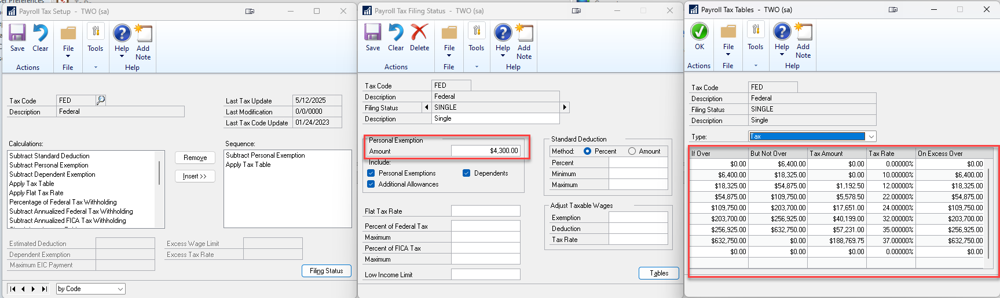 Payroll Tax Setup - TWO (sa)
Save Clear File Tools Help Add Note
Actions File Help
Tax Code FED
Description Federal
Last Tax Update 5/12/2025
Last Modification 0/0/0000
Last Tax Code Update 01/24/2023
Calculations:
Subtract Standard Deduction
Subtract Personal Exemption
Subtract Dependent Exemption
Apply Tax Table
Apply Flat Tax Rate
Percentage of Federal Tax Withholding
Subtract Annualized Federal Tax Withholding
Subtract Annualized FICA Tax Withholding
Remove
Insert >>
Sequence:
Subtract Personal Exemption
Apply Tax Table
Estimated Deduction
Dependent Exemption
Maximum EIC Payment
Excess Wage Limit
Excess Tax Rate
Filing Status
by Code
Payroll Tax Filing Status - TWO (sa)
Save Clear Delete File Tools Help Add Note
Actions File Help
Tax Code FED
Description Federal
Filing Status SINGLE
Description Single
Personal Exemption
Amount $4,300.00
Include:
Personal Exemptions Dependents
Additional Allowances
Flat Tax Rate
Percent of Federal Tax
Maximum
Percent of FICA Tax
Maximum
Low Income Limit
Standard Deduction
Method: Percent Amount
Percent
Minimum
Maximum
Adjust Taxable Wages
Exemption
Deduction
Tax Rate
Tables
Payroll Tax Tables - TWO (sa)
OK File Tools Help Add Note
Actions File Help
Tax Code FED
Description Federal
Filing Status SINGLE
Description Single
Type: Tax
If Over But Not Over Tax Amount Tax Rate On Excess Over
$0.00 $6,400.00 $0.00 0.00000% $0.00
$6,400.00 $18,325.00 $0.00 10.00000% $6,400.00
$18,325.00 $54,875.00 $1,192.50 12.00000% $18,325.00
$54,875.00 $109,750.00 $5,578.50 22.00000% $54,875.00
$109,750.00 $203,700.00 $17,651.00 24.00000% $109,750.00
$203,700.00 $256,925.00 $40,199.00 32.00000% $203,700.00
$256,925.00 $632,750.00 $57,231.00 35.00000% $256,925.00
$632,750.00 $0.00 $188,769.75 37.00000% $632,750.00
$0.00 $0.00 $0.00 0.00000% $0.00